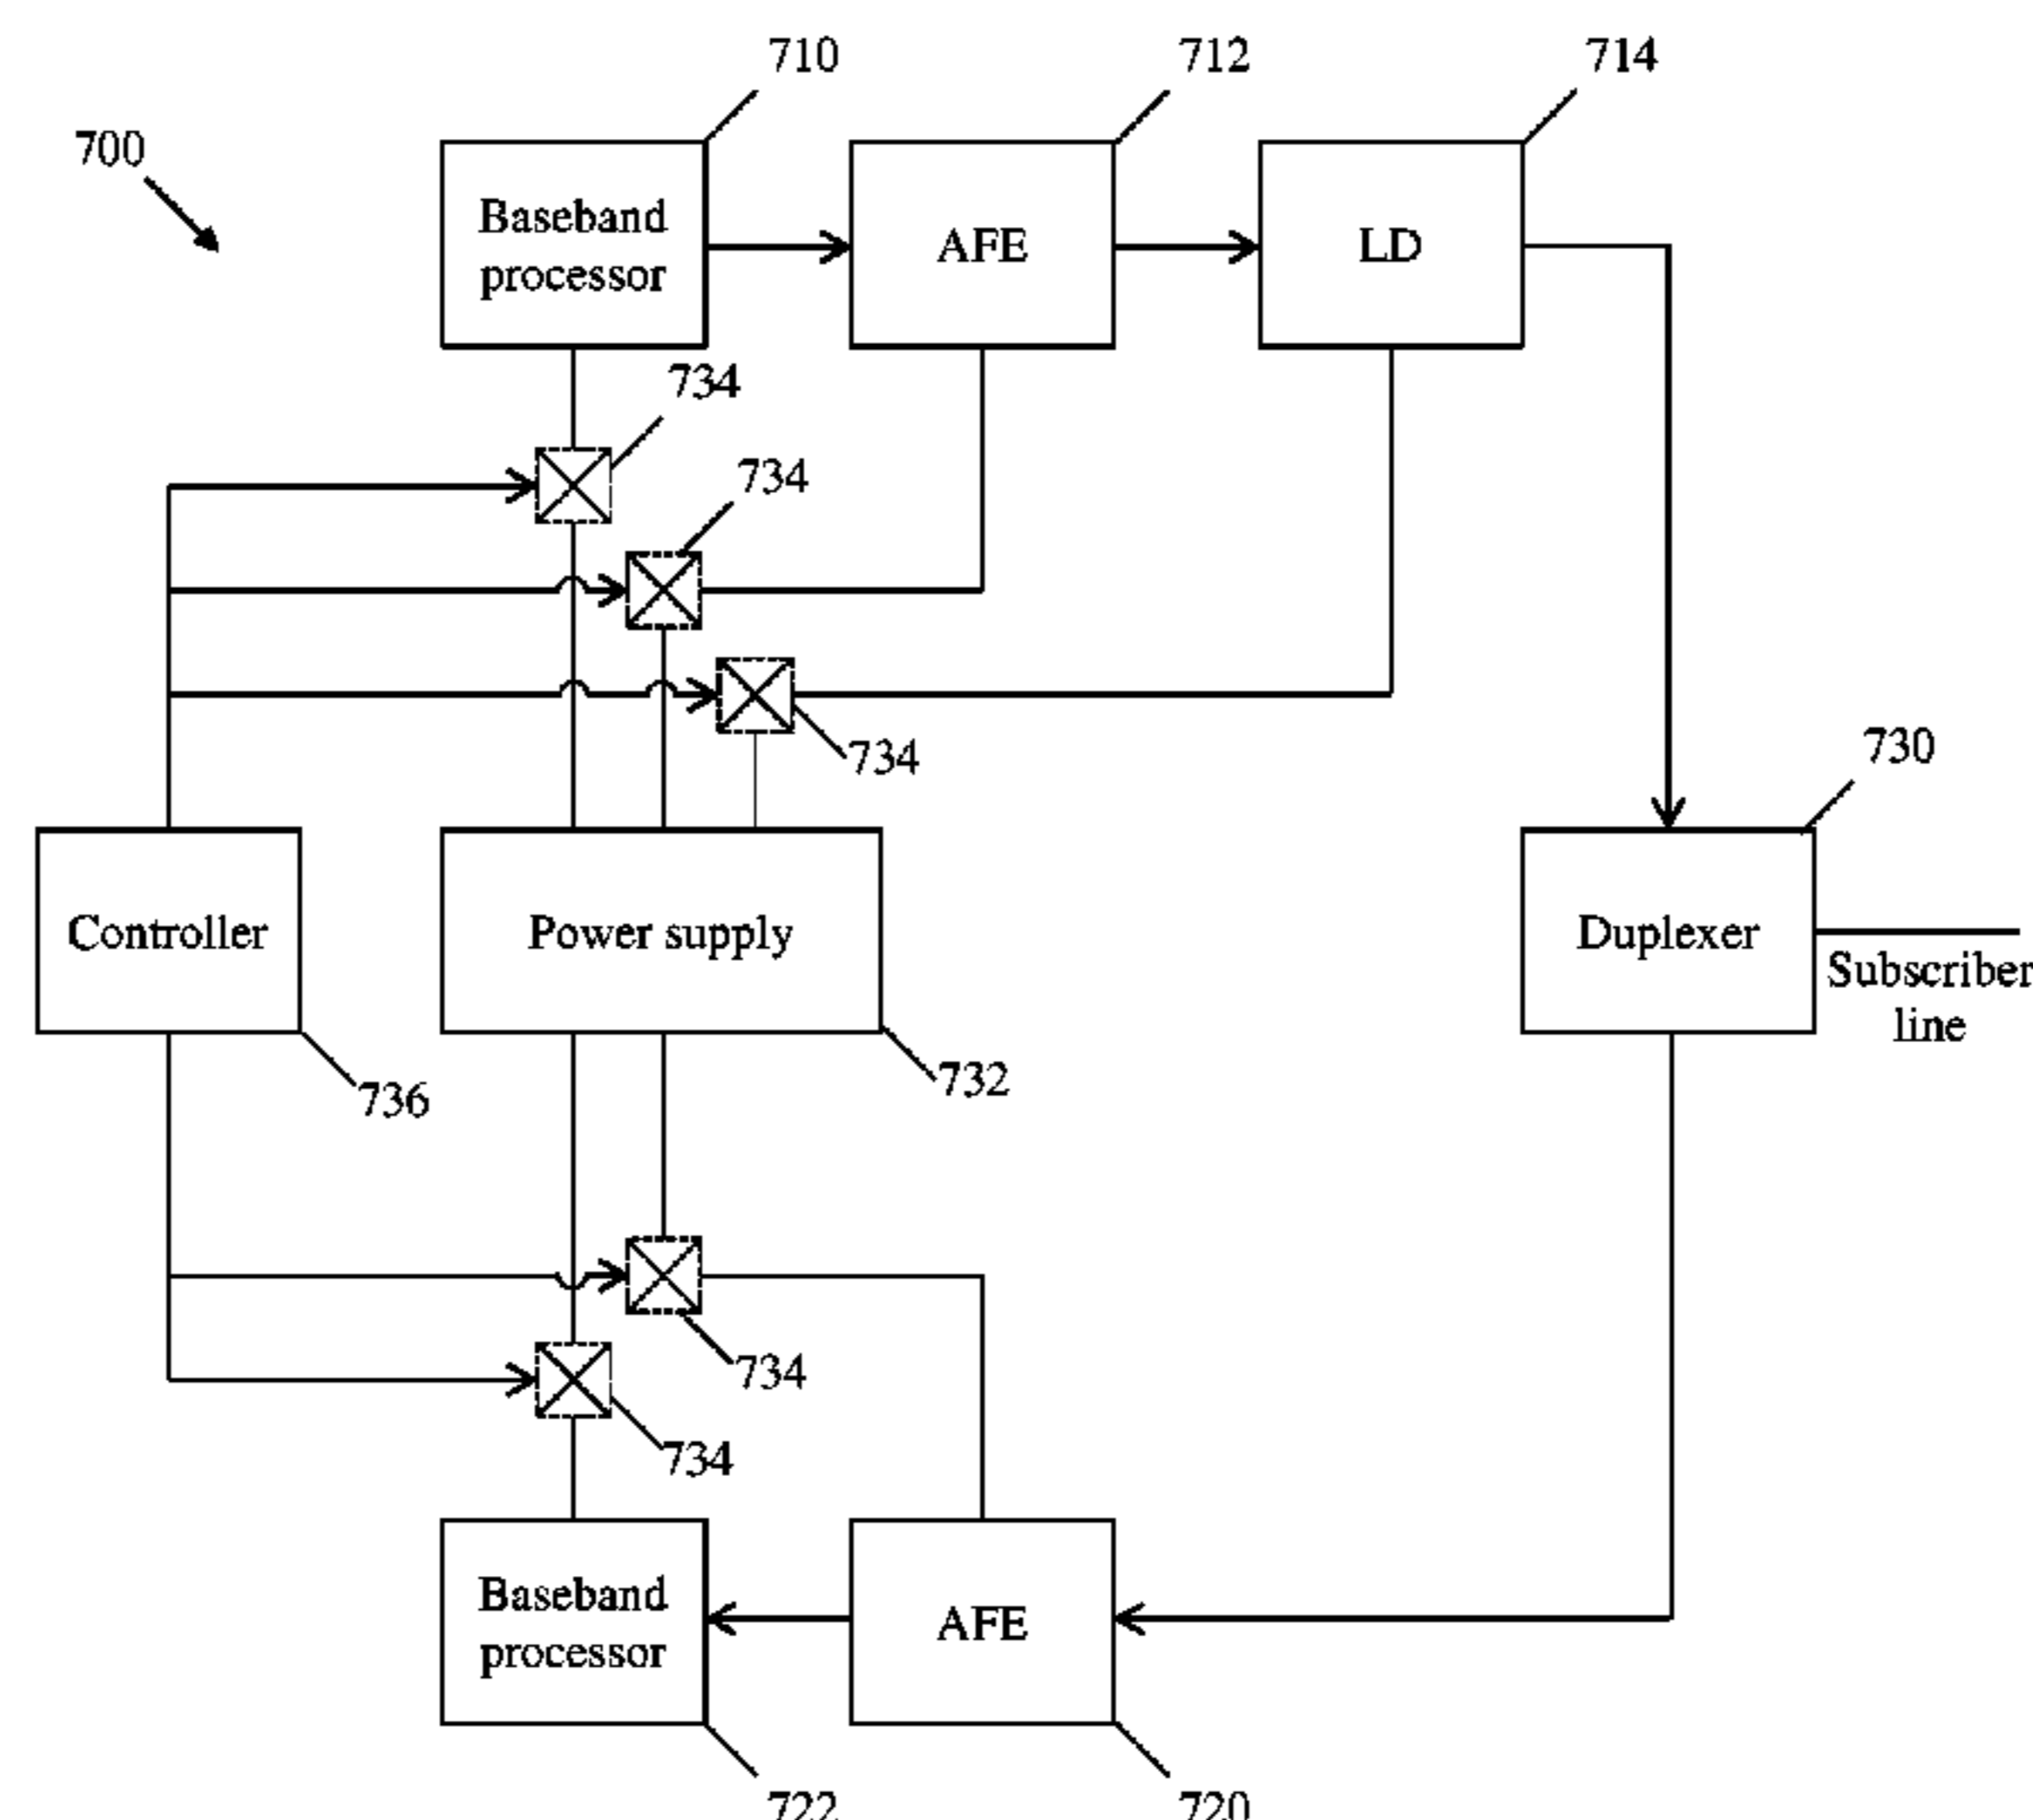 710
712
714
700
Baseband
processor
AFE
LD
734
734
734
730
Controller
Power supply
Duplexer
Subscriber
line
736
732
734
734
Baseband
processor
AFE
722
720